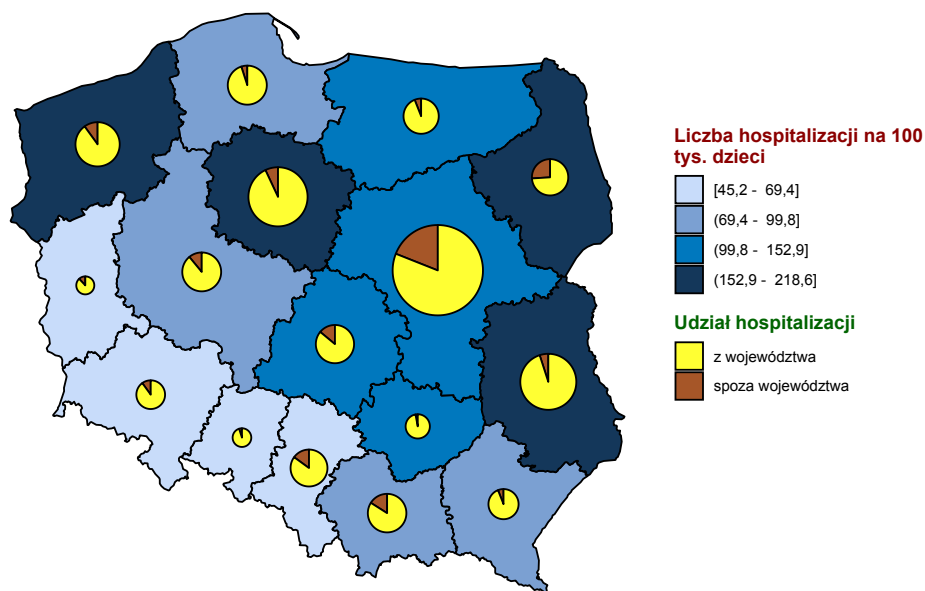 Liczba hospitalizacji na 100
tys. dzieci
[45,2 - 69,4]
(69,4 - 99,8]
(99,8 - 152,9]
(152,9 - 218,6]
Udział hospitalizacji
z województwa
spoza województwa